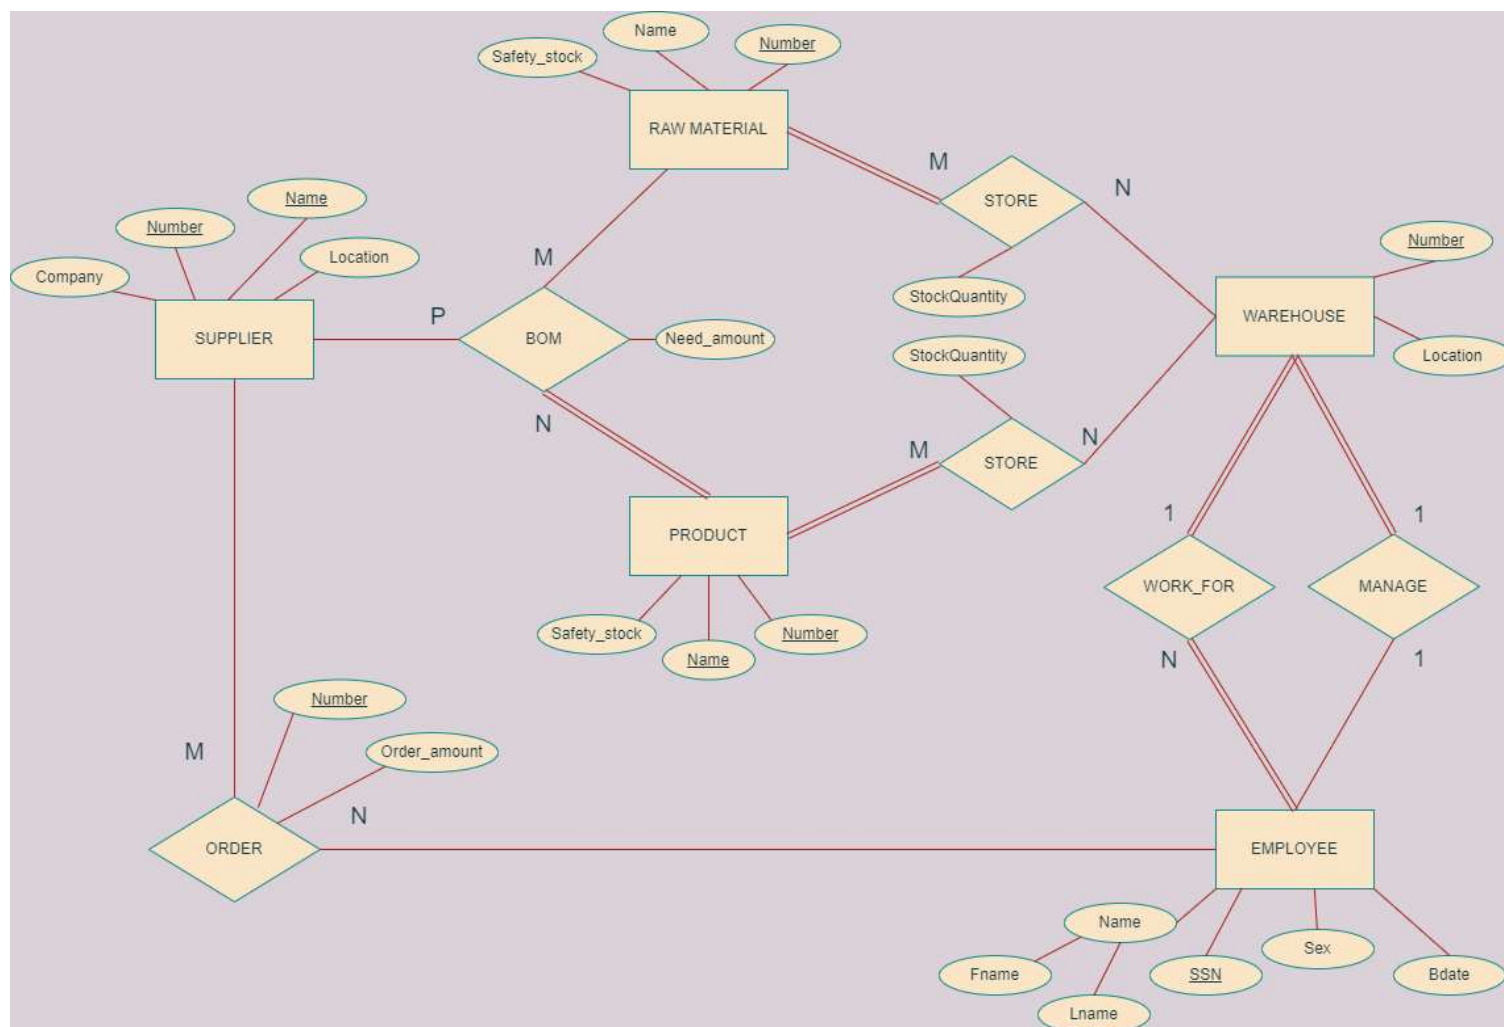 Name
Number
Safety_stock
RAW MATERIAL
M
N
STORE
Name
Number
Location
Company
StockQuantity
Number
M
P
SUPPLIER
BOM
Need_amount
WAREHOUSE
StockQuantity
Location
N
M
N
STORE
PRODUCT
1
1
WORK_FOR
MANAGE
Safety_stock
Name
Number
N
1
Number
Order_amount
M
N
ORDER
EMPLOYEE
Name
Sex
Fname
SSN
Bdate
Lname